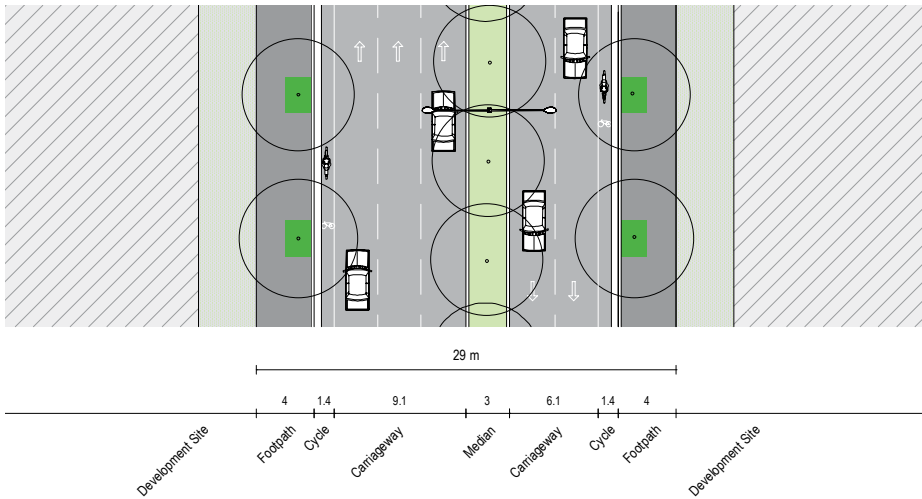 29 m
4 1.4 9.1 3 6.1 1.4 4
Development Site
Footpath
Cycle
Carriageway
Median
Carriageway
Cycle
Footpath
Development Site